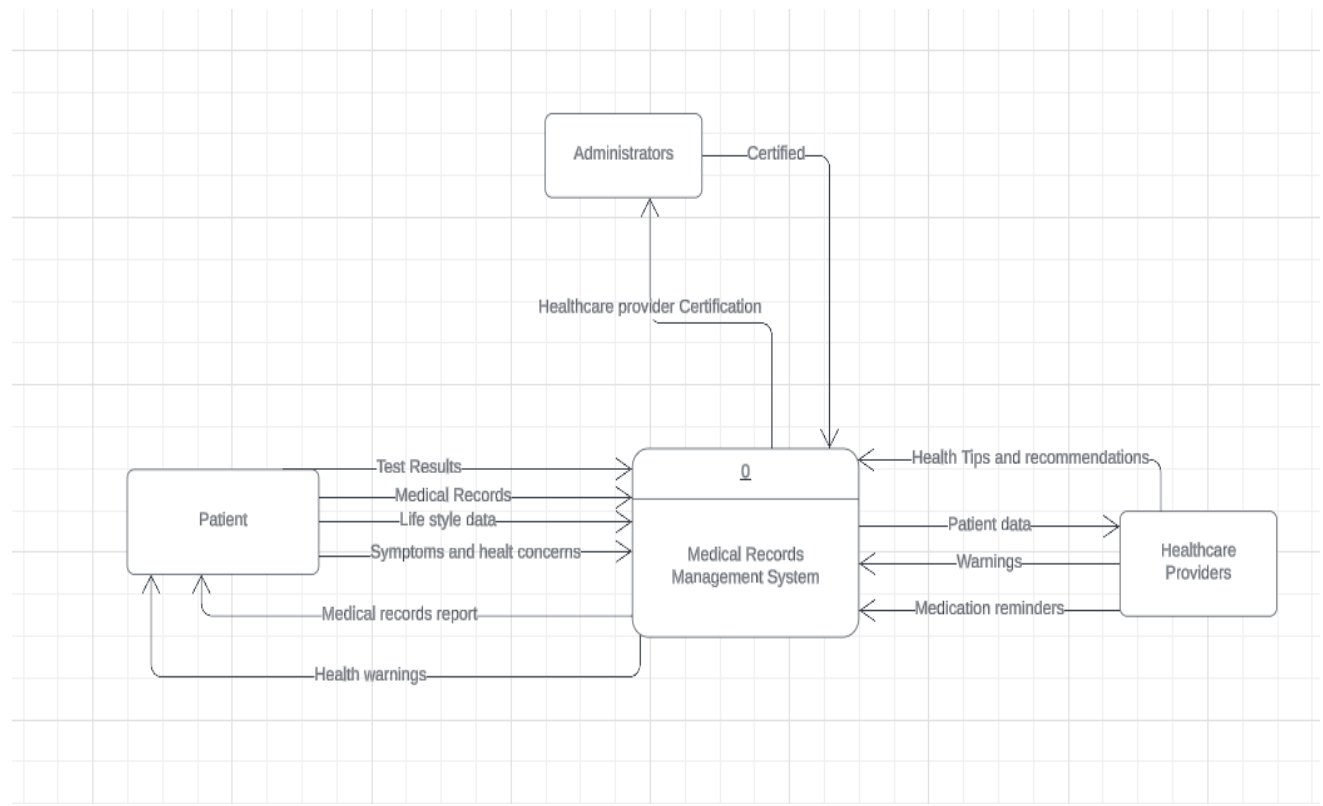 Administrators
Certified
Healthcare provider Certification
Test Results
Medical Records
Life style data
Symptoms and healt concerns
Patient
Medical records report
Health warnings
0
Medical Records
Management System
Health Tips and recommendations
Patient data
Warnings
Medication reminders
Healthcare
Providers